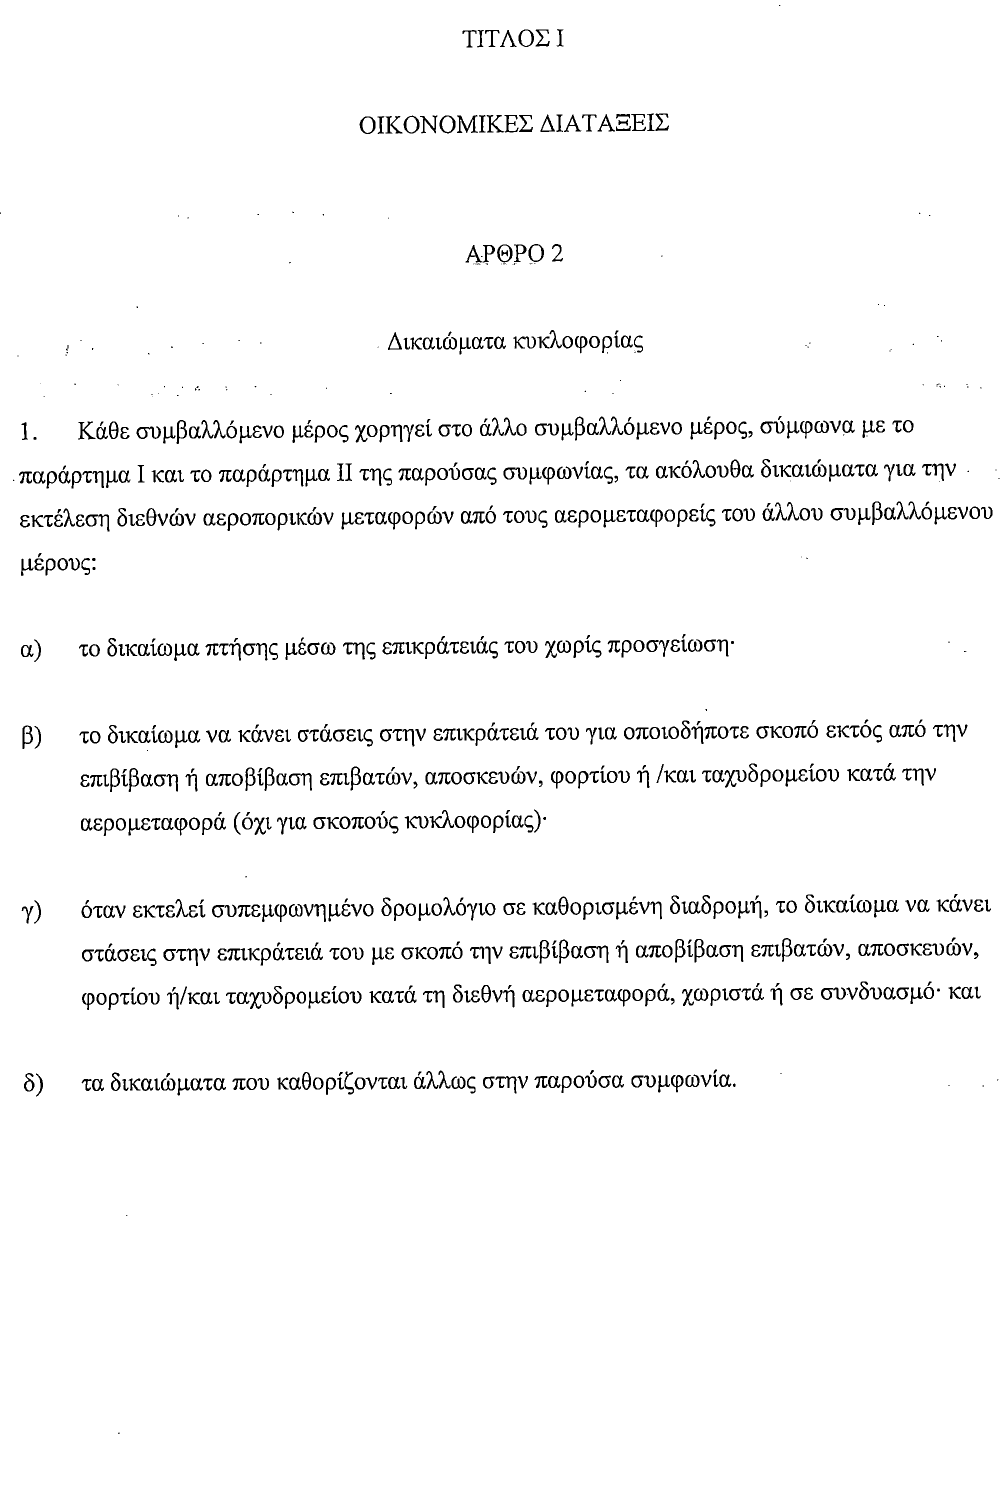 ΤΙΤΛΟΣ Ι
ΟΙΚΟΝΟΜΙΚΕΣ ΔΙΑΤΑΞΕΙΣ
ΑΡΘΡΟ 2
Δικαιώματα κυκλοφορίας
1. Κάθε συμβαλλόμενο μέρος χορηγεί στο άλλο συμβαλλόμενο μέρος, σύμφωνα με το
παράρτημα Ι και το παράρτημα ΙΙ της παρούσας συμφωνίας, τα ακόλουθα δικαιώματα για την
εκτέλεση διεθνών αεροπορικών μεταφορών από τους αερομεταφορείς του άλλου συμβαλλόμενου
μέρους:
α) το δικαίωμα πτήσης μέσω της επικράτειάς του χωρίς προσγείωση·
β) το δικαίωμα να κάνει στάσεις στην επικράτειά του για οποιοδήποτε σκοπό εκτός από την
επιβίβαση ή αποβίβαση επιβατών, αποσκευών, φορτίου ή /και ταχυδρομείου κατά την
αερομεταφορά (όχι για σκοπούς κυκλοφορίας)·
γ) όταν εκτελεί συπεμφωνημένο δρομολόγιο σε καθορισμένη διαδρομή, το δικαίωμα να κάνει
στάσεις στην επικράτειά του με σκοπό την επιβίβαση ή αποβίβαση επιβατών, αποσκευών,
φορτίου ή/και ταχυδρομείου κατά τη διεθνή αερομεταφορά, χωριστά ή σε συνδυασμό· και
δ) τα δικαιώματα που καθορίζονται άλλως στην παρούσα συμφωνία.